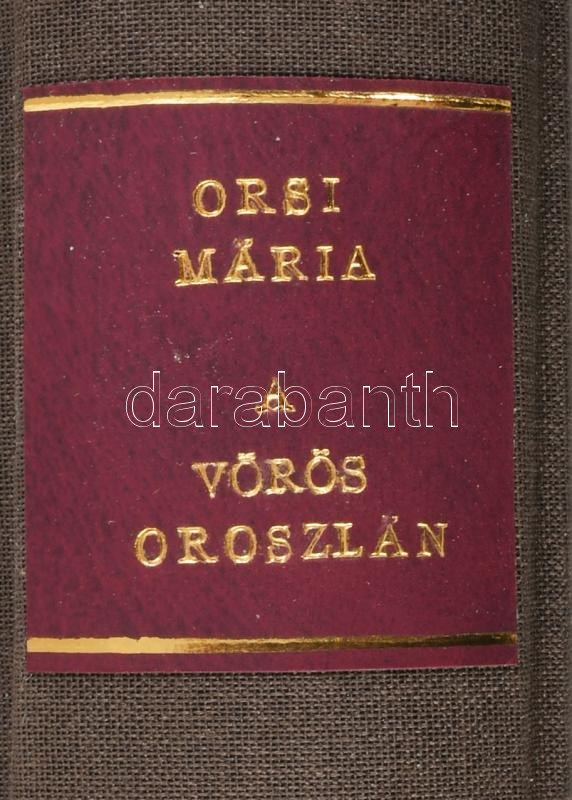 ORSI
MÁRIA
A
darabanth
VÖRÖS
OROSZLÁN